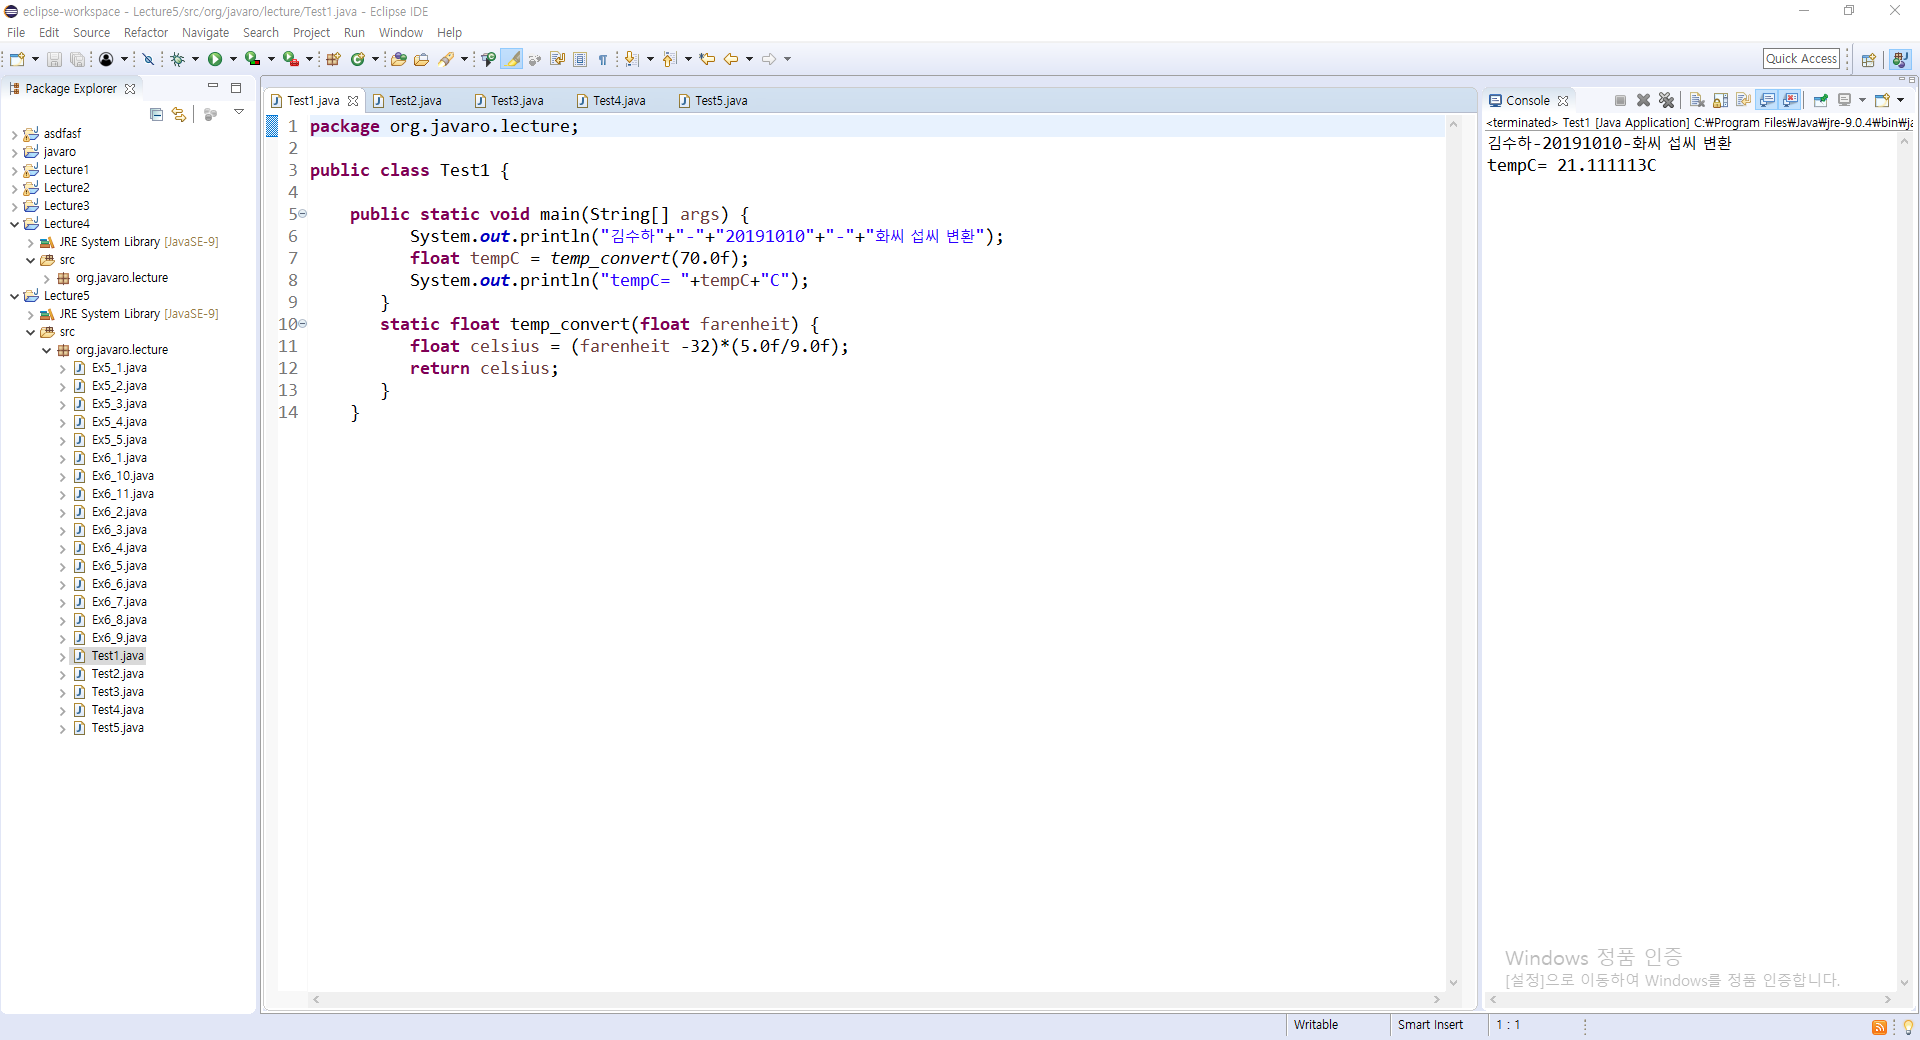 eclipse-workspace - Lecture5/src/org/javaro/lecture/Test1.java - Eclipse IDE
File Edit Source Refactor Navigate Search Project Run Window Help
Quick Access
Package Explorer
asdfasf
javaro
Lecture1
Lecture2
Lecture3
Lecture4
JRE System Library [JavaSE-9]
src
org.javaro.lecture
Lecture5
JRE System Library [JavaSE-9]
src
org.javaro.lecture
Ex5_1.java
Ex5_2.java
Ex5_3.java
Ex5_4.java
Ex5_5.java
Ex6_1.java
Ex6_10.java
Ex6_11.java
Ex6_2.java
Ex6_3.java
Ex6_4.java
Ex6_5.java
Ex6_6.java
Ex6_7.java
Ex6_8.java
Ex6_9.java
Test1.java
Test2.java
Test3.java
Test4.java
Test5.java
Test1.java Test2.java Test3.java Test4.java Test5.java
1 package org.javaro.lecture;
2
3 public class Test1 {
4
5 public static void main(String[] args) {
6 System.out.println("김수하"+"-"+"20191010"+"-"+"화씨 섭씨 변환");
7 float tempC = temp_convert(70.0f);
8 System.out.println("tempC= "+tempC+"C");
9 }
10 static float temp_convert(float farenheit) {
11 float celsius = (farenheit -32)*(5.0f/9.0f);
12 return celsius;
13 }
14 }
Console
<terminated> Test1 [Java Application] C:₩Program Files₩Java₩jre-9.0.4₩bin₩ja
김수하-20191010-화씨 섭씨 변환
tempC= 21.111113C
Windows 정품 인증
[설정]으로 이동하여 Windows를 정품 인증합니다.
Writable Smart Insert 1 : 1